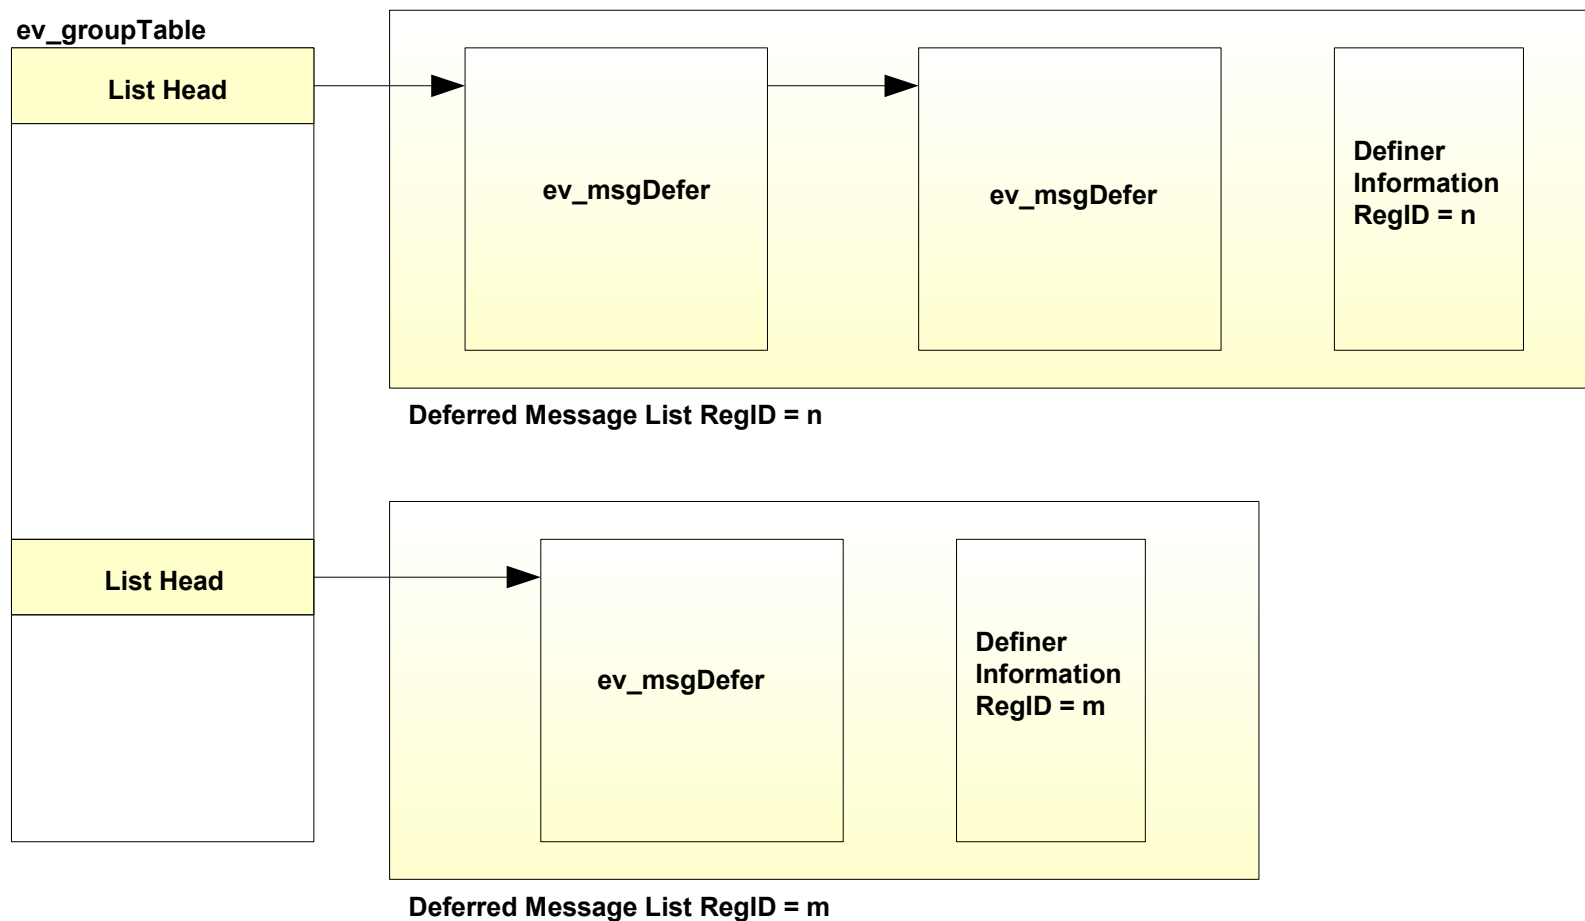 ev_groupTable
List Head
ev_msgDefer
ev_msgDefer
Definer
Information
RegID = n
Deferred Message List RegID = n
List Head
ev_msgDefer
Definer
Information
RegID = m
Deferred Message List RegID = m